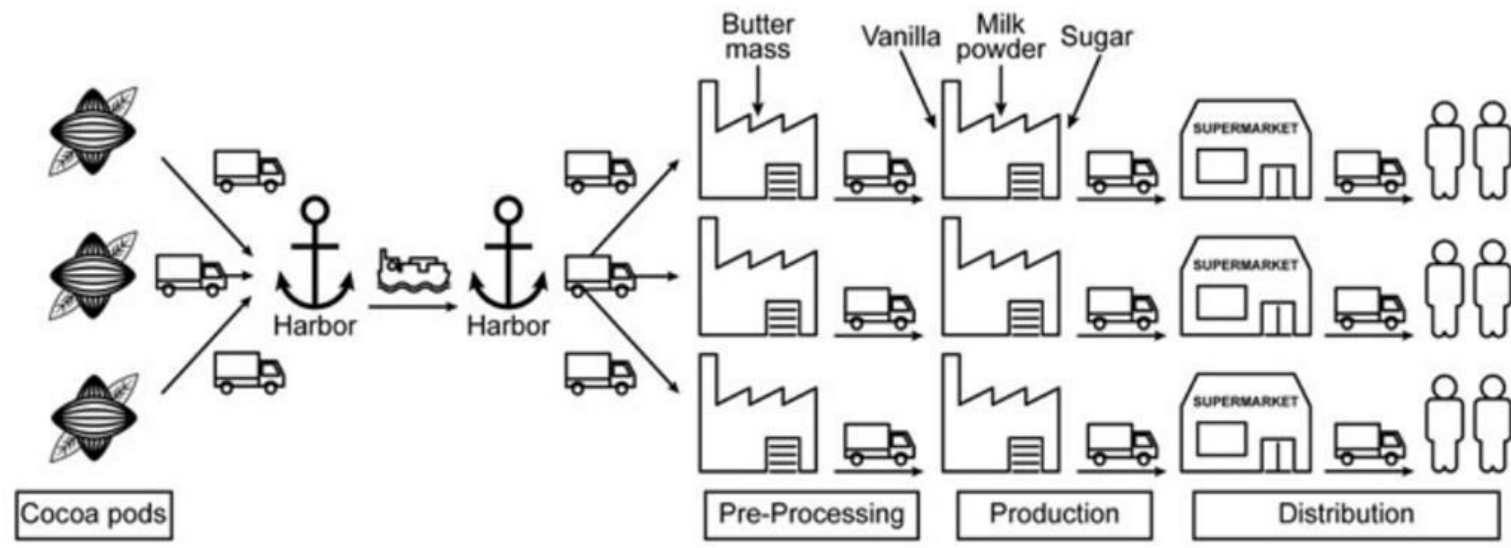 Butter
mass
Vanilla
Milk
powder
Sugar
SUPERMARKET
SUPERMARKET
Harbor
Harbor
SUPERMARKET
Cocoa pods
Pre-Processing
Production
Distribution